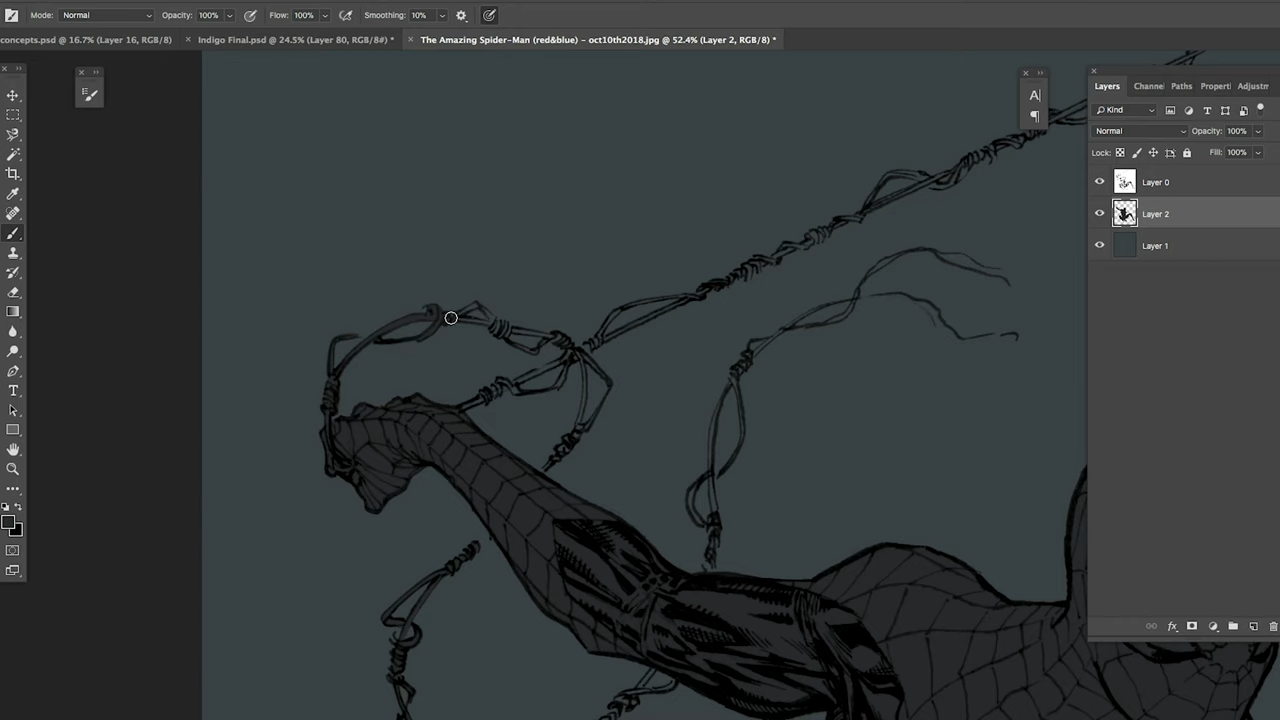 Mode: Normal Opacity: 100% Flow: 100% Smoothing: 10%
concepts.psd @ 16.7% (Layer 16, RGB/8) × Indigo Final.psd @ 24.5% (Layer 80, RGB/8#) * × The Amazing Spider-Man (red&blue) – oct10th2018.jpg @ 52.4% (Layer 2, RGB/8) *
Layers Channe Paths Properti Adjustm
Kind
Normal Opacity: 100%
Lock: Fill: 100%
Layer 0
Layer 2
Layer 1